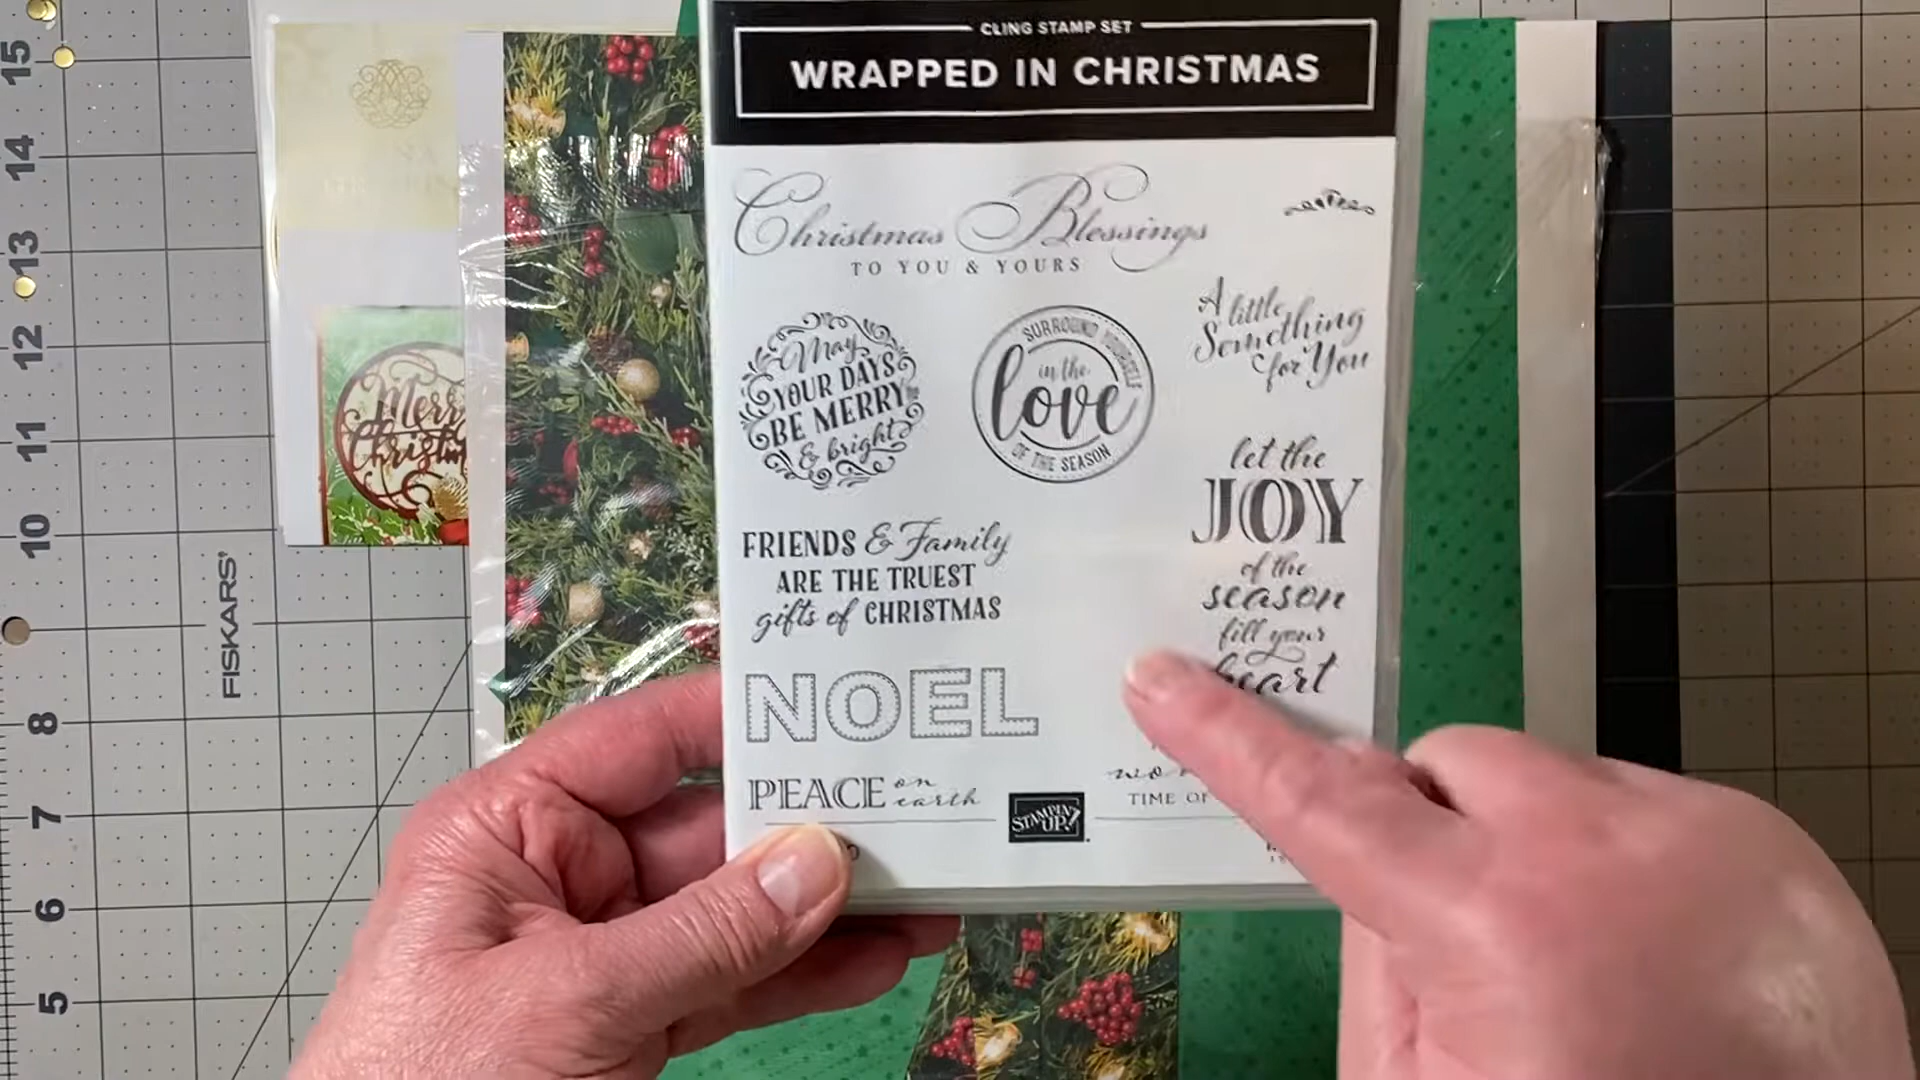 CLING STAMP SET
WRAPPED IN CHRISTMAS
Christmas Blessings
TO YOU & YOURS
A little
Something
for You
May
YOUR DAYS
BE MERRY
& bright
SURROUND YOURSELF
in the
love
OF THE SEASON
let the
JOY
of the
season
fill your
heart
FRIENDS & Family
ARE THE TRUEST
gifts of CHRISTMAS
NOEL
PEACE on
earth
TIME OF
STAMPIN'
UP!
Merry
Christm
FISKARS
15
14
13
12
11
10
8
7
6
5